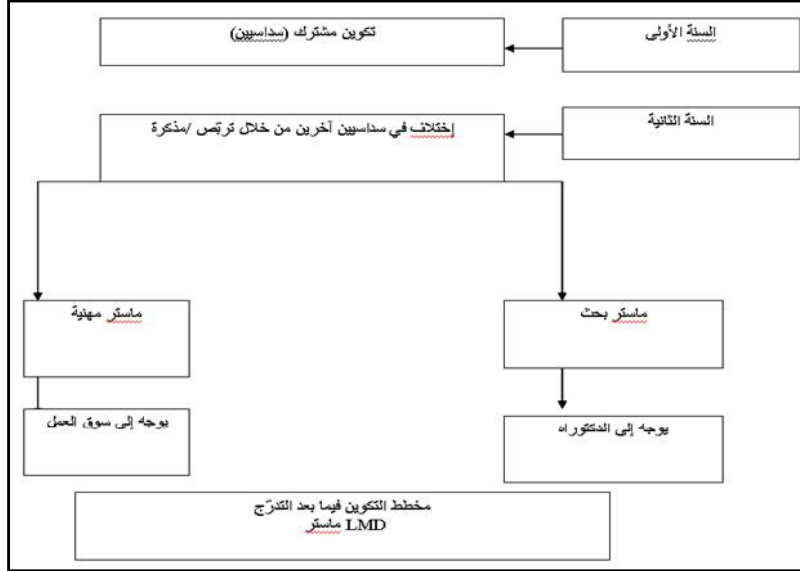 السنة الأولى
تكوين مشترك (سداسيين)
السنة الثانية
إختلاف في سداسيين آخرين من خلال تربّص /مذكرة
ماستر بحث
ماستر مهنية
يوجه إلى الدكتوراه
يوجه إلى سوق العمل
مخطط التكوين فيما بعد التدرّج
LMD ماستر